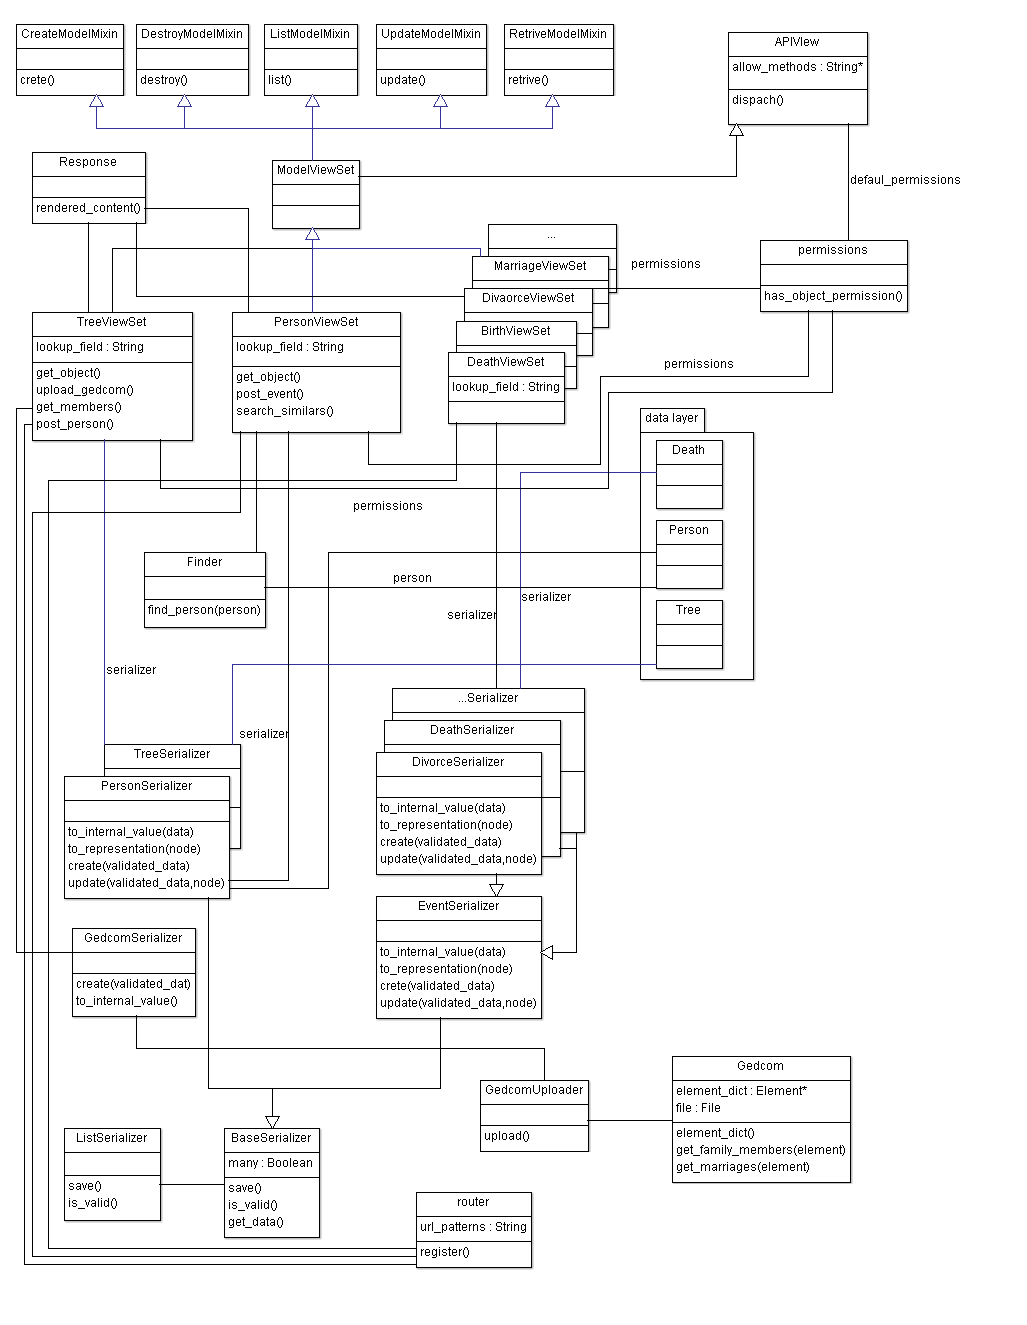 CreateModelMixin
crete()
DestroyModelMixin
destroy()
ListModelMixin
list()
UpdateModelMixin
update()
RetriveModelMixin
retrive()
APIView
allow_methods : String*
dispach()
defaul_permissions
Response
rendered_content()
ModelViewSet
...
MarriageViewSet
DivaorceViewSet
BirthViewSet
DeathViewSet
lookup_field : String
permissions
permissions
has_object_permission()
TreeViewSet
lookup_field : String
get_object()
upload_gedcom()
get_members()
post_person()
PersonViewSet
lookup_field : String
get_object()
post_event()
search_similars()
permissions
permissions
data layer
Death
Person
Tree
Finder
find_person(person)
person
serializer
serializer
serializer
serializer
TreeSerializer
PersonSerializer
to_internal_value(data)
to_representation(node)
create(validated_data)
update(validated_data,node)
...Serializer
DeathSerializer
DivorceSerializer
to_internal_value(data)
to_representation(node)
create(validated_data)
update(validated_data,node)
EventSerializer
to_internal_value(data)
to_representation(node)
crete(validated_data)
update(validated_data,node)
GedcomSerializer
create(validated_dat)
to_internal_value()
GedcomUploader
upload()
Gedcom
element_dict : Element*
file : File
element_dict()
get_family_members(element)
get_marriages(element)
ListSerializer
save()
is_valid()
BaseSerializer
many : Boolean
save()
is_valid()
get_data()
router
url_patterns : String
register()